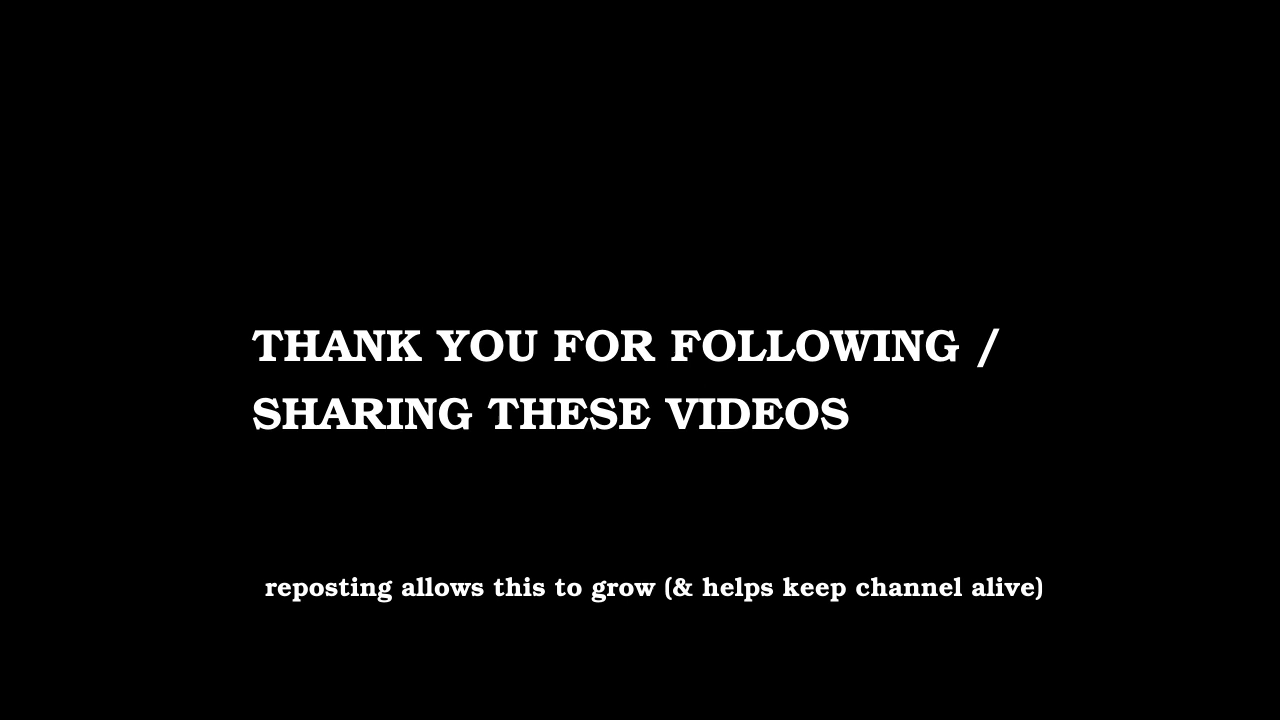 THANK YOU FOR FOLLOWING /
SHARING THESE VIDEOS
reposting allows this to grow (& helps keep channel alive)